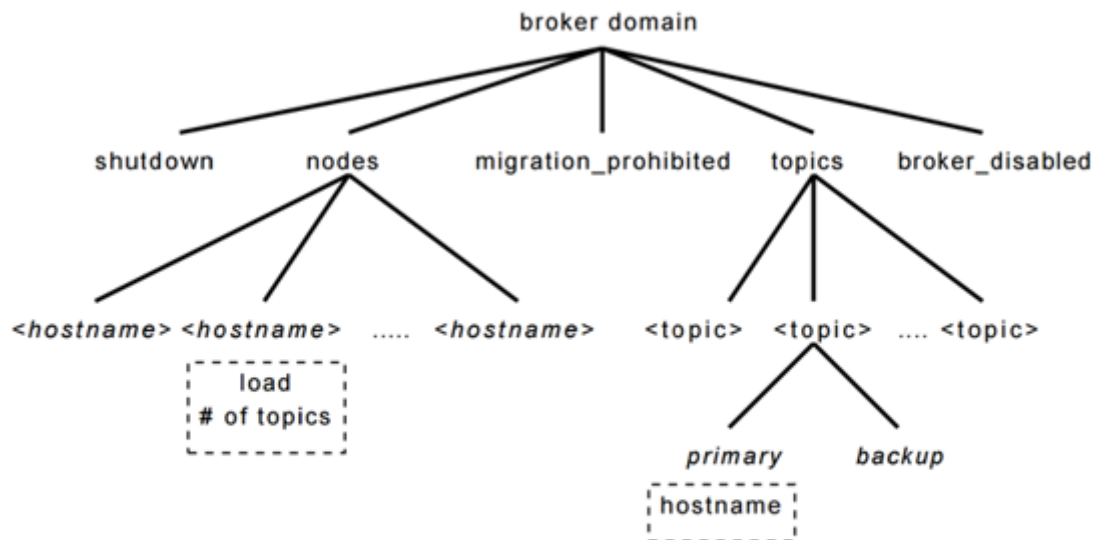 broker domain
shutdown nodes migration_prohibited topics broker_disabled
<hostname> <hostname> ..... <hostname> <topic> <topic> .... <topic>
load
# of topics
primary backup
hostname